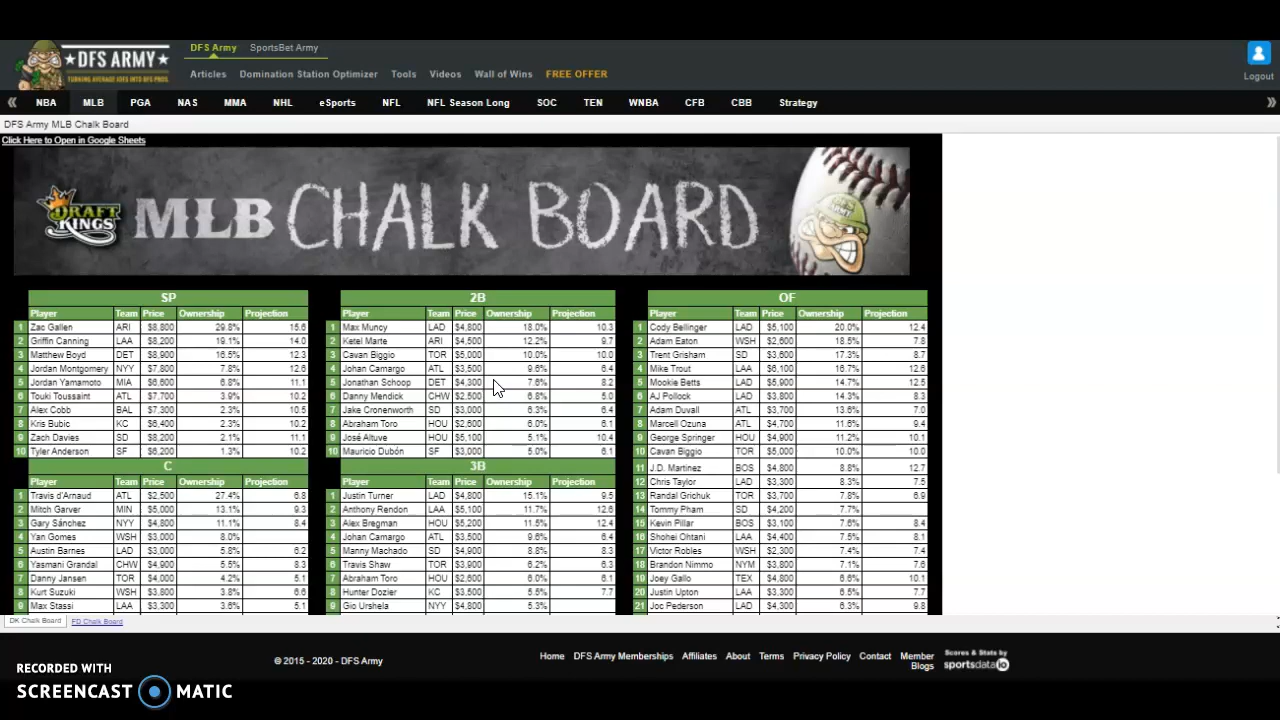 DFS Army SportsBet Army
★DFS ARMY★
TURNING AVERAGE JOES INTO DFS PROS.
Articles Domination Station Optimizer Tools Videos Wall of Wins FREE OFFER
Logout
« NBA MLB PGA NAS MMA NHL eSports NFL NFL Season Long SOC TEN WNBA CFB CBB Strategy »
DFS Army MLB Chalk Board
Click Here to Open in Google Sheets
DRAFT KINGS MLB CHALK BOARD
SP
Player Team Price Ownership Projection
1 Zac Gallen ARI $8,800 29.8% 15.6
2 Griffin Canning LAA $8,200 19.1% 14.0
3 Matthew Boyd DET $8,900 16.5% 12.3
4 Jordan Montgomery NYY $7,800 7.8% 12.6
5 Jordan Yamamoto MIA $6,600 6.8% 11.1
6 Touki Toussaint ATL $7,700 3.9% 10.2
7 Alex Cobb BAL $7,300 2.3% 10.5
8 Kris Bubic KC $6,400 2.3% 10.2
9 Zach Davies SD $8,200 2.1% 11.1
10 Tyler Anderson SF $6,200 1.3% 10.2
C
Player Team Price Ownership Projection
1 Travis d'Arnaud ATL $2,500 27.4% 6.8
2 Mitch Garver MIN $5,000 13.1% 9.3
3 Gary Sánchez NYY $4,800 11.1% 8.4
4 Yan Gomes WSH $3,000 8.0%
5 Austin Barnes LAD $3,000 5.8% 6.2
6 Yasmani Grandal CHW $4,900 5.5% 8.3
7 Danny Jansen TOR $4,000 4.2% 5.1
8 Kurt Suzuki WSH $3,800 3.8% 6.6
9 Max Stassi LAA $3,300 3.6% 5.1
2B
Player Team Price Ownership Projection
1 Max Muncy LAD $4,800 18.0% 10.3
2 Ketel Marte ARI $4,500 12.2% 9.7
3 Cavan Biggio TOR $5,000 10.0% 10.0
4 Johan Camargo ATL $3,500 9.6% 6.4
5 Jonathan Schoop DET $4,300 7.6% 8.2
6 Danny Mendick CHW $2,500 6.8% 5.0
7 Jake Cronenworth SD $3,000 6.3% 6.4
8 Abraham Toro HOU $2,600 6.0% 6.1
9 José Altuve HOU $5,100 5.1% 10.4
10 Mauricio Dubón SF $3,000 5.0% 6.1
3B
Player Team Price Ownership Projection
1 Justin Turner LAD $4,800 15.1% 9.5
2 Anthony Rendon LAA $5,100 11.7% 12.6
3 Alex Bregman HOU $5,200 11.5% 12.4
4 Johan Camargo ATL $3,500 9.6% 6.4
5 Manny Machado SD $4,900 8.8% 8.3
6 Travis Shaw TOR $3,900 6.2% 6.3
7 Abraham Toro HOU $2,600 6.0% 6.1
8 Hunter Dozier KC $3,500 5.5% 7.7
9 Gio Urshela NYY $4,800 5.3%
OF
Player Team Price Ownership Projection
1 Cody Bellinger LAD $5,100 20.0% 12.4
2 Adam Eaton WSH $2,600 18.5% 7.8
3 Trent Grisham SD $3,600 17.3% 8.7
4 Mike Trout LAA $6,100 16.7% 12.6
5 Mookie Betts LAD $5,900 14.7% 12.5
6 AJ Pollock LAD $3,800 14.3% 8.3
7 Adam Duvall ATL $3,700 13.6% 7.0
8 Marcell Ozuna ATL $4,700 11.6% 9.4
9 George Springer HOU $4,900 11.2% 10.1
10 Cavan Biggio TOR $5,000 10.0% 10.0
11 J.D. Martinez BOS $4,800 8.8% 12.7
12 Chris Taylor LAD $3,300 8.3% 7.5
13 Randal Grichuk TOR $3,700 7.8% 6.9
14 Tommy Pham SD $4,200 7.7%
15 Kevin Pillar BOS $3,100 7.6% 8.4
16 Shohei Ohtani LAA $4,400 7.5% 8.1
17 Victor Robles WSH $2,300 7.4% 7.4
18 Brandon Nimmo NYM $3,800 7.1% 7.6
19 Joey Gallo TEX $4,800 6.6% 10.1
20 Justin Upton LAA $3,300 6.5% 7.7
21 Joc Pederson LAD $4,300 6.3% 9.8
DK Chalk Board FD Chalk Board
RECORDED WITH
SCREENCAST MATIC
© 2015 - 2020 - DFS Army
Home DFS Army Memberships Affiliates About Terms Privacy Policy Contact Member Blogs
Scores & Stats by
sportsdataio